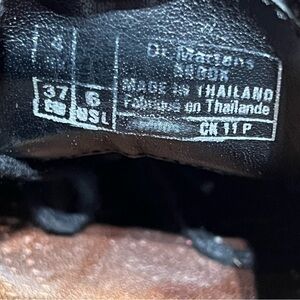 4
37 EU
6 USL
Dr. Martens
MADE IN THAILAND
Fabriqué en Thaïlande
CK 11 P